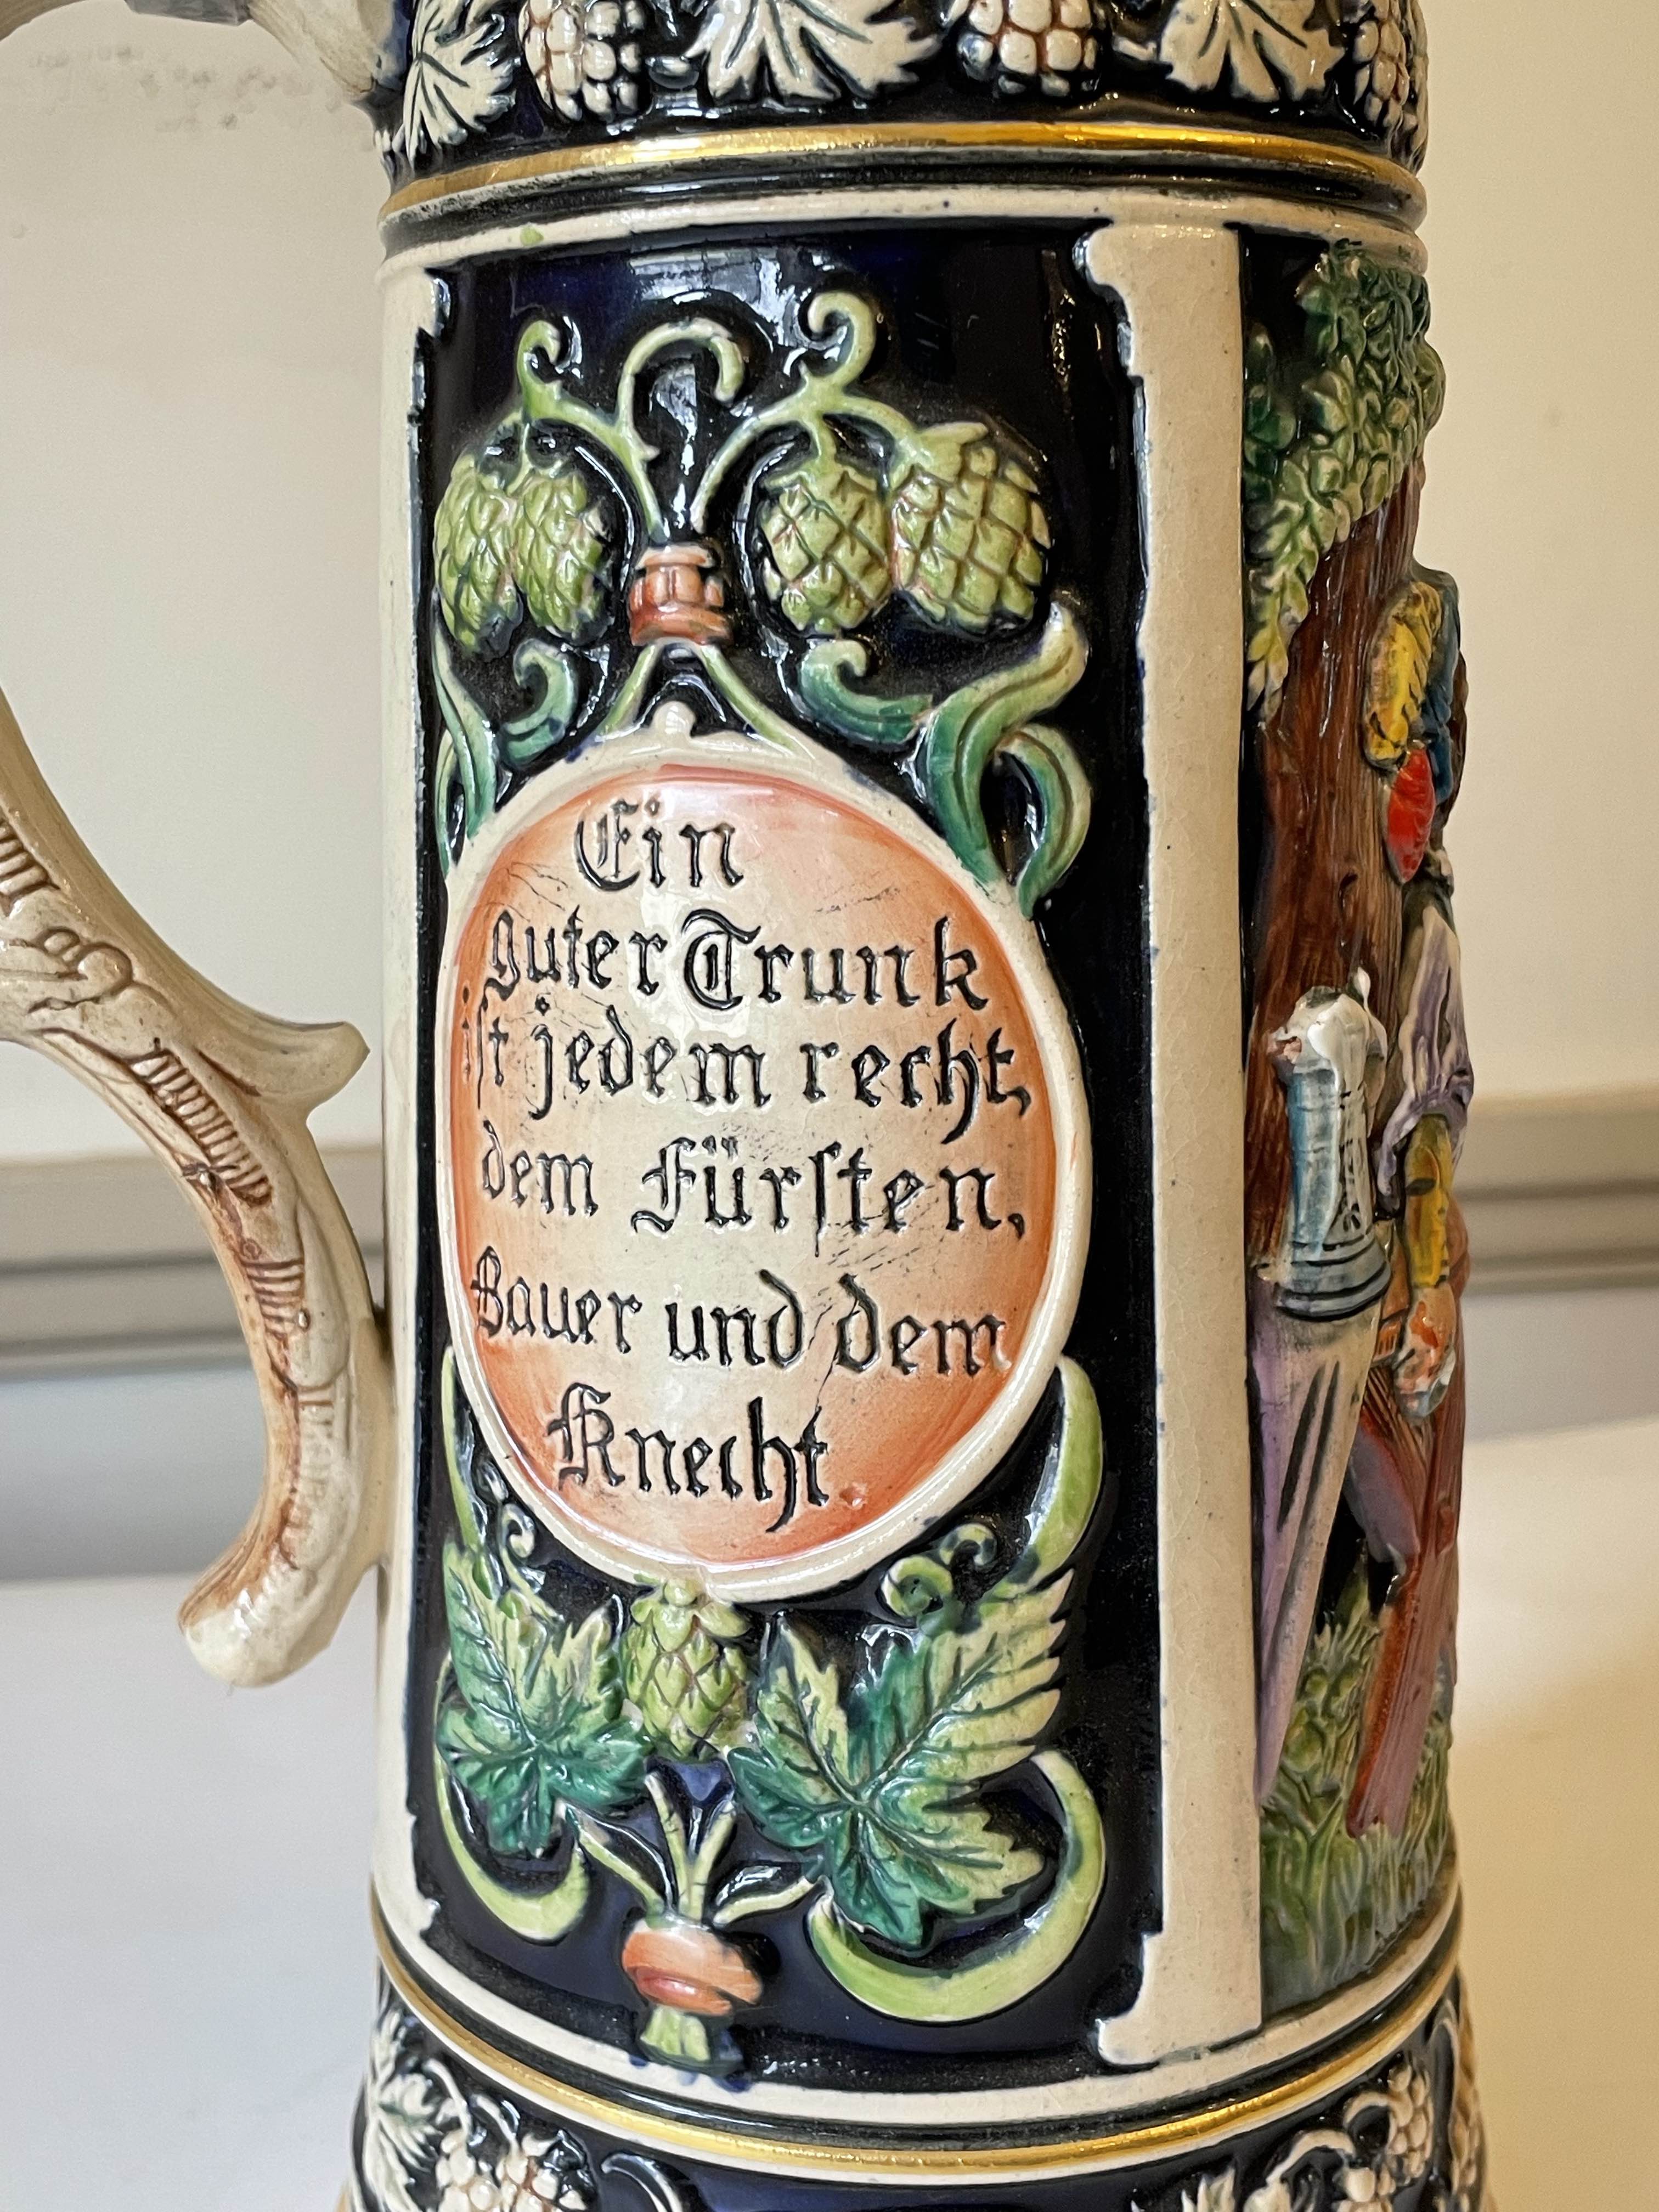 Ein
guter Trunk
ist jedem recht,
dem Fürsten,
Bauer und dem
Knecht.